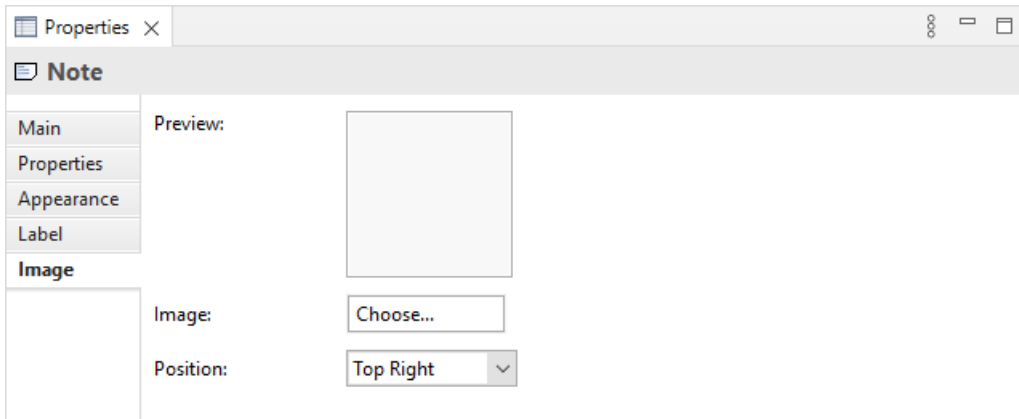 Properties
Note
Main
Properties
Appearance
Label
Image
Preview:
Image: Choose...
Position: Top Right